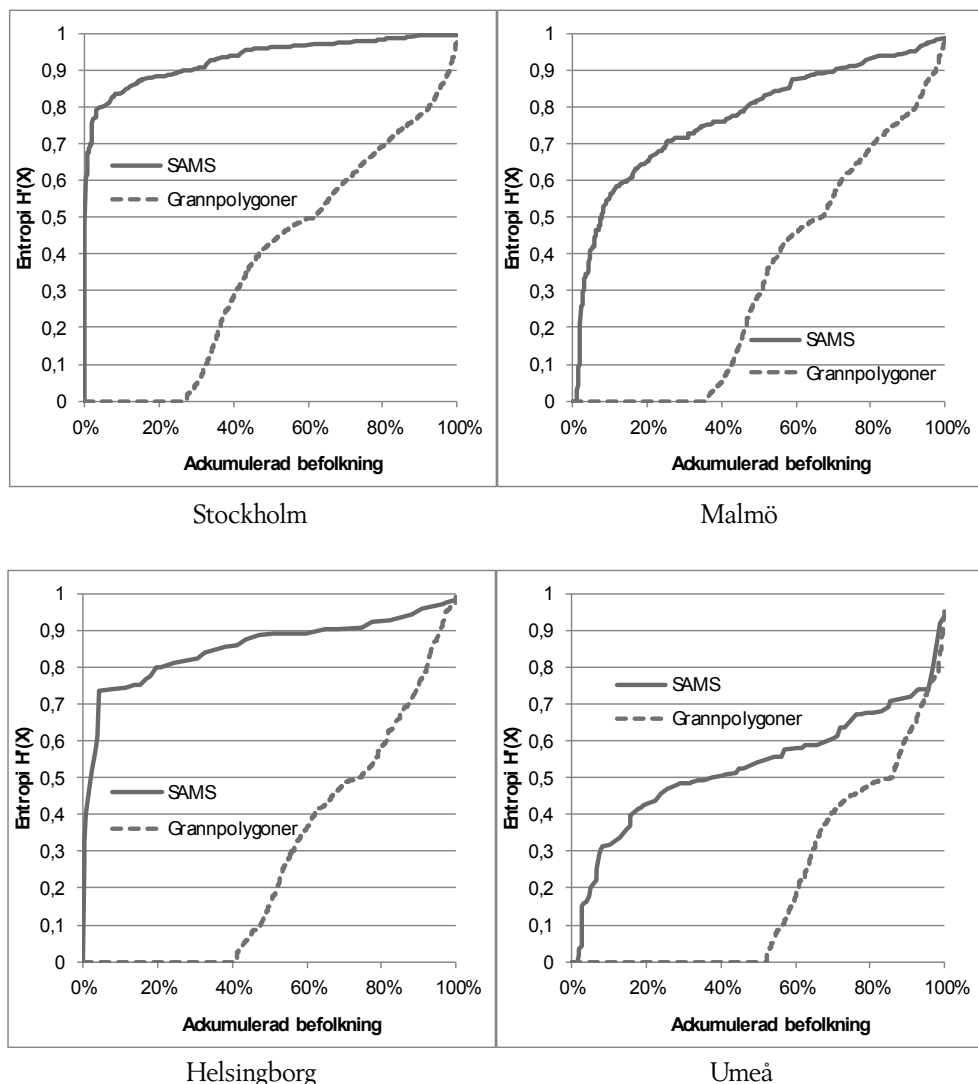 1
0,9
0,8
0,7
0,6
0,5
0,4
0,3
0,2
0,1
0
Entropi H'(X)
SAMS
Grannpolygoner
0% 20% 40% 60% 80% 100%
Ackumulerad befolkning
Stockholm
1
0,9
0,8
0,7
0,6
0,5
0,4
0,3
0,2
0,1
0
Entropi H'(X)
SAMS
Grannpolygoner
0% 20% 40% 60% 80% 100%
Ackumulerad befolkning
Malmö
1
0,9
0,8
0,7
0,6
0,5
0,4
0,3
0,2
0,1
0
Entropi H'(X)
SAMS
Grannpolygoner
0% 20% 40% 60% 80% 100%
Ackumulerad befolkning
Helsingborg
1
0,9
0,8
0,7
0,6
0,5
0,4
0,3
0,2
0,1
0
Entropi H'(X)
SAMS
Grannpolygoner
0% 20% 40% 60% 80% 100%
Ackumulerad befolkning
Umeå